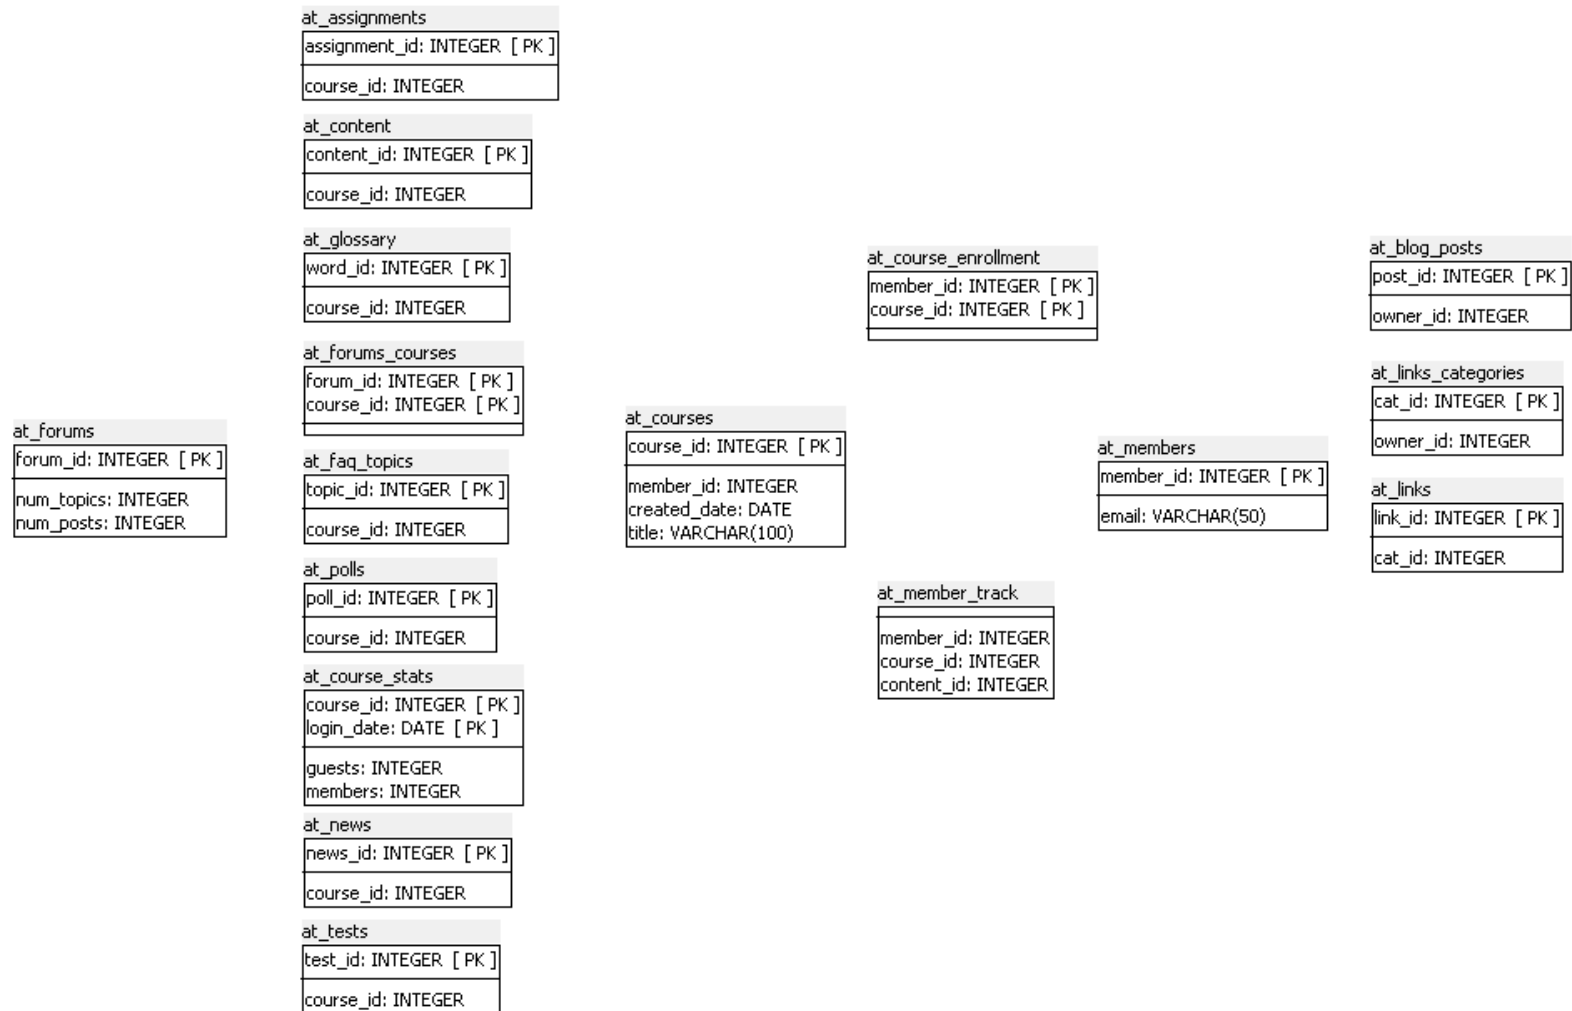 at_assignments
assignment_id: INTEGER [ PK ]
course_id: INTEGER
at_content
content_id: INTEGER [ PK ]
course_id: INTEGER
at_glossary
word_id: INTEGER [ PK ]
course_id: INTEGER
at_forums_courses
forum_id: INTEGER [ PK ]
course_id: INTEGER [ PK ]
at_forums
forum_id: INTEGER [ PK ]
num_topics: INTEGER
num_posts: INTEGER
at_faq_topics
topic_id: INTEGER [ PK ]
course_id: INTEGER
at_polls
poll_id: INTEGER [ PK ]
course_id: INTEGER
at_course_stats
course_id: INTEGER [ PK ]
login_date: DATE [ PK ]
guests: INTEGER
members: INTEGER
at_news
news_id: INTEGER [ PK ]
course_id: INTEGER
at_tests
test_id: INTEGER [ PK ]
course_id: INTEGER
at_courses
course_id: INTEGER [ PK ]
member_id: INTEGER
created_date: DATE
title: VARCHAR(100)
at_course_enrollment
member_id: INTEGER [ PK ]
course_id: INTEGER [ PK ]
at_member_track
member_id: INTEGER
course_id: INTEGER
content_id: INTEGER
at_members
member_id: INTEGER [ PK ]
email: VARCHAR(50)
at_blog_posts
post_id: INTEGER [ PK ]
owner_id: INTEGER
at_links_categories
cat_id: INTEGER [ PK ]
owner_id: INTEGER
at_links
link_id: INTEGER [ PK ]
cat_id: INTEGER